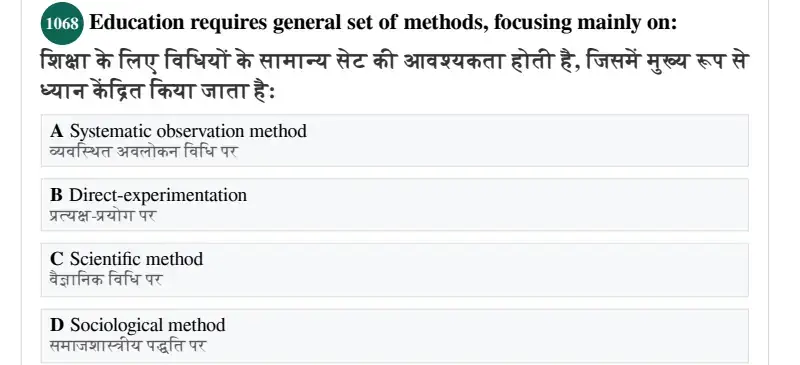 1068 Education requires general set of methods, focusing mainly on:
शिक्षा के लिए विधियों के सामान्य सेट की आवश्यकता होती है, जिसमें मुख्य रूप से
ध्यान केंद्रित किया जाता है:
A Systematic observation method
व्यवस्थित अवलोकन विधि पर
B Direct-experimentation
प्रत्यक्ष-प्रयोग पर
C Scientific method
वैज्ञानिक विधि पर
D Sociological method
समाजशास्त्रीय पद्धति पर